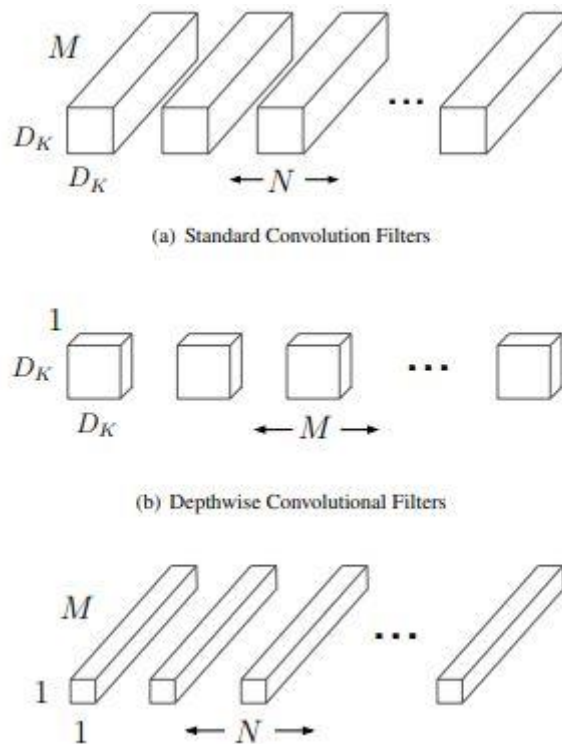 M
D_K
D_K
← N →
...
(a) Standard Convolution Filters
1
D_K
D_K
← M →
...
(b) Depthwise Convolutional Filters
M
1
1
← N →
...